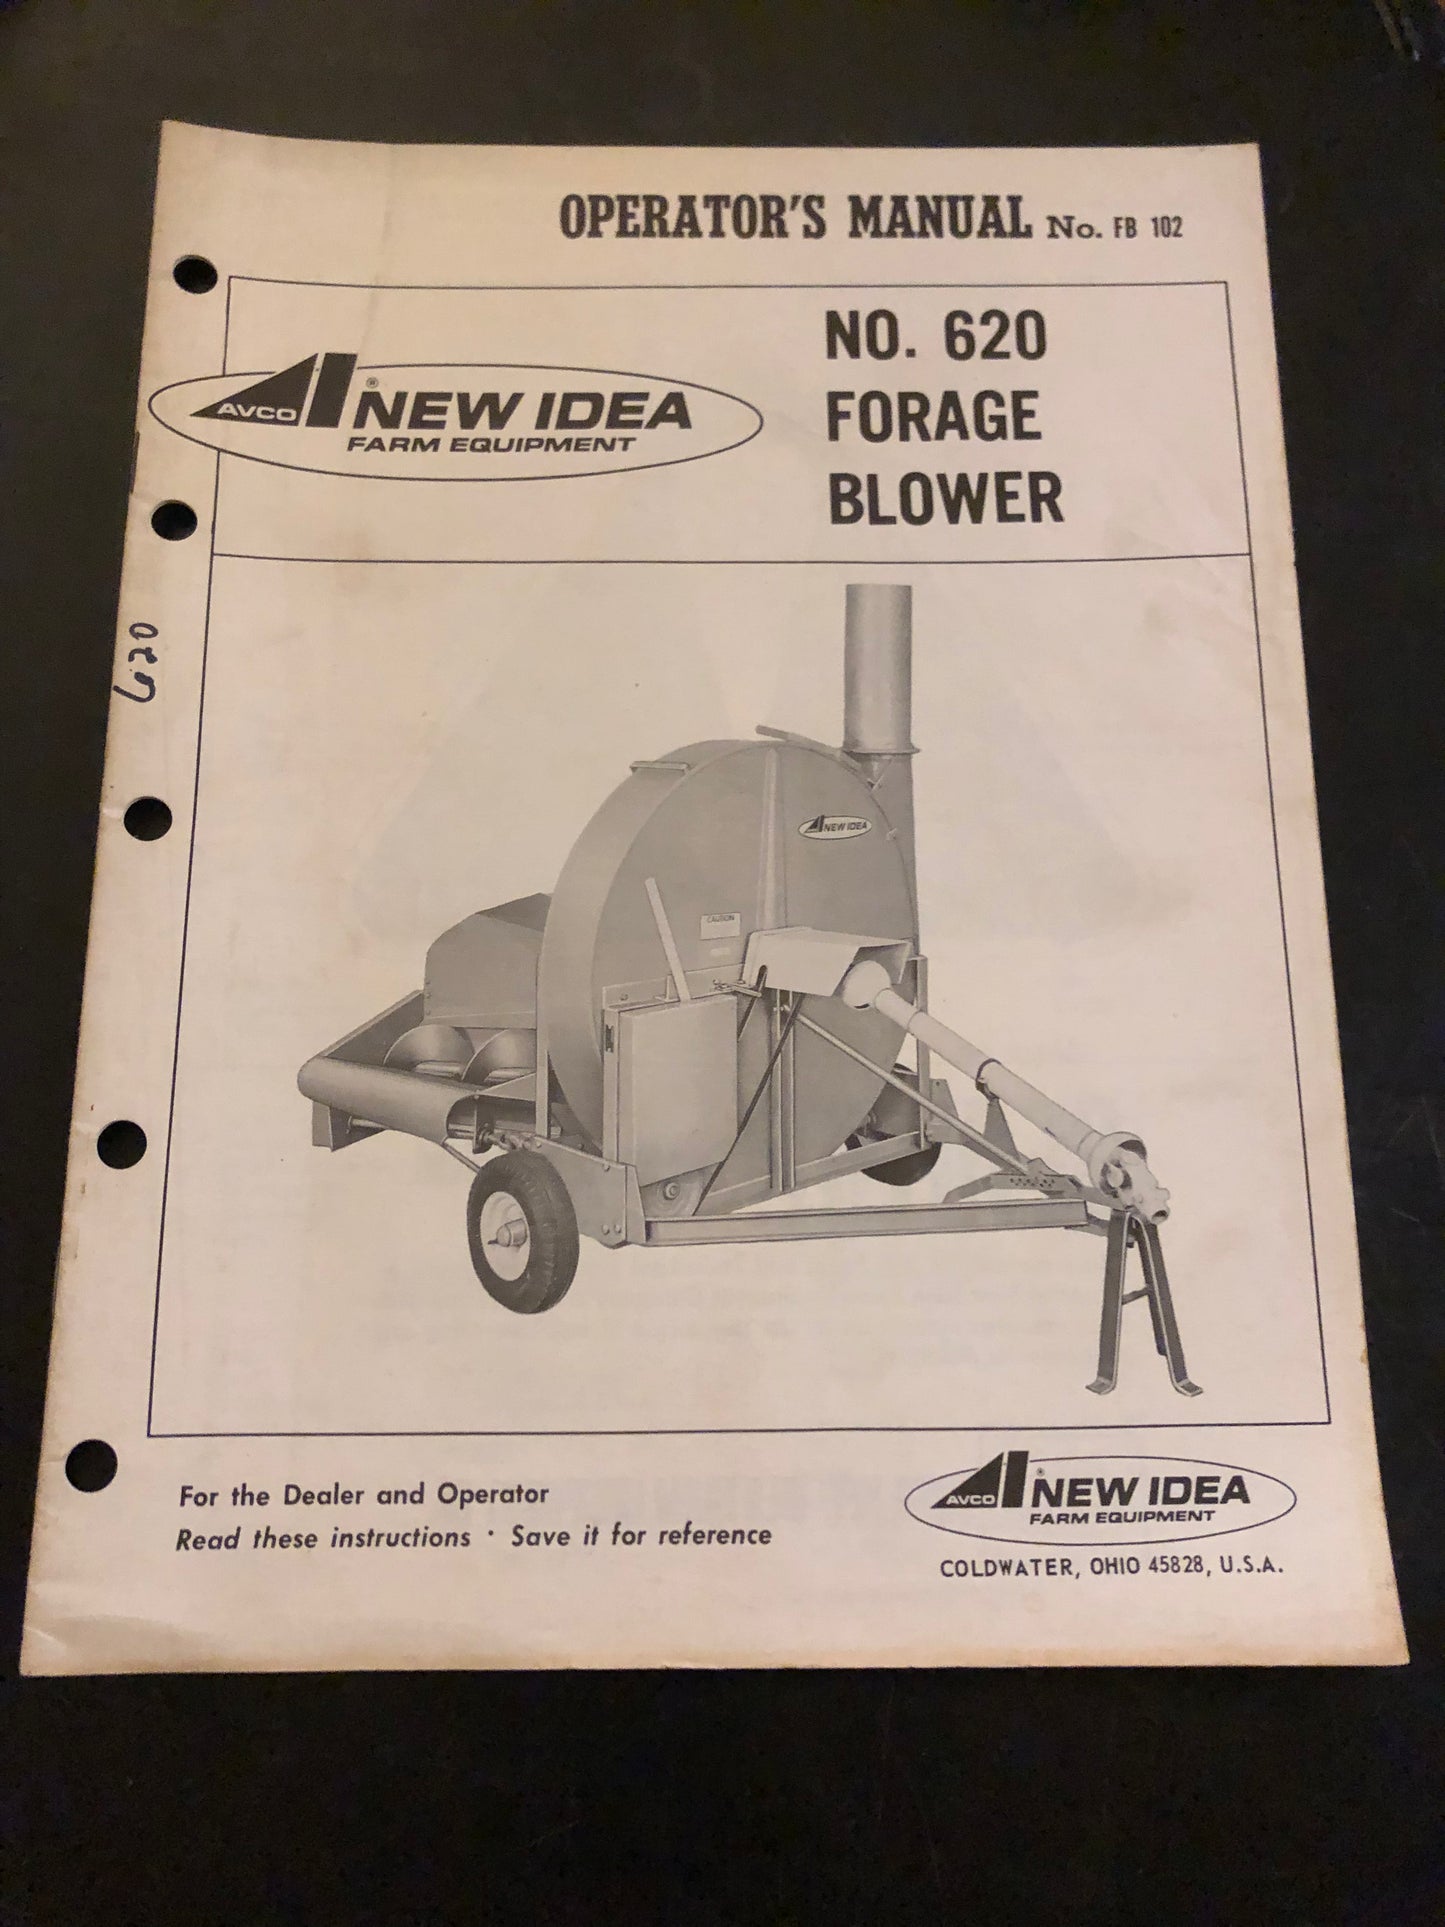 OPERATOR'S MANUAL No. FB 102
NO. 620
FORAGE
BLOWER
AVCO
® NEW IDEA
FARM EQUIPMENT
620
NEW IDEA
CAUTION
For the Dealer and Operator
Read these instructions · Save it for reference
AVCO
® NEW IDEA
FARM EQUIPMENT
COLDWATER, OHIO 45828, U.S.A.